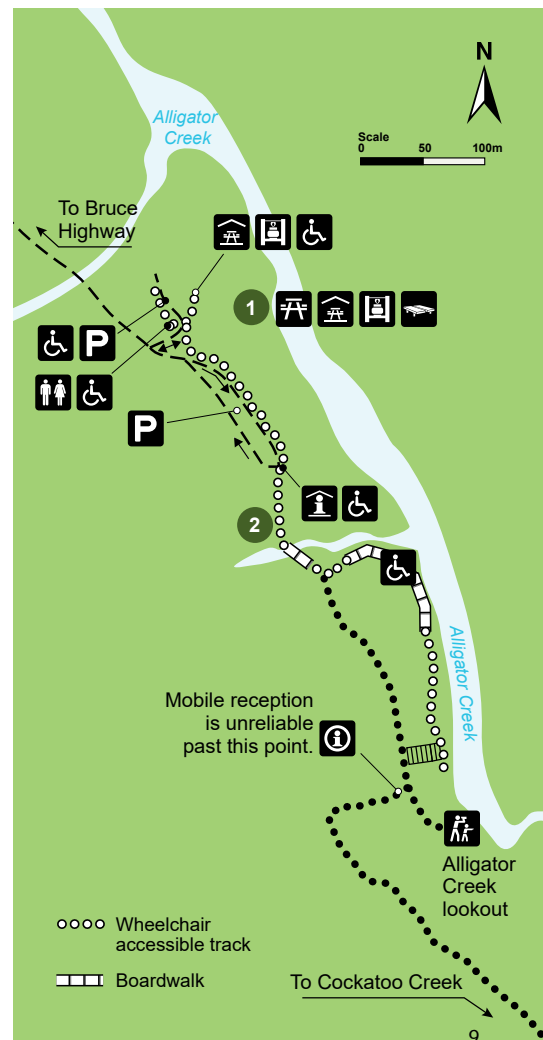 Alligator
Creek
N
Scale
0 50 100m
To Bruce
Highway
1
P
P
2
Alligator Creek
Mobile reception
is unreliable
past this point.
Alligator
Creek
lookout
Wheelchair
accessible track
Boardwalk
To Cockatoo Creek
9